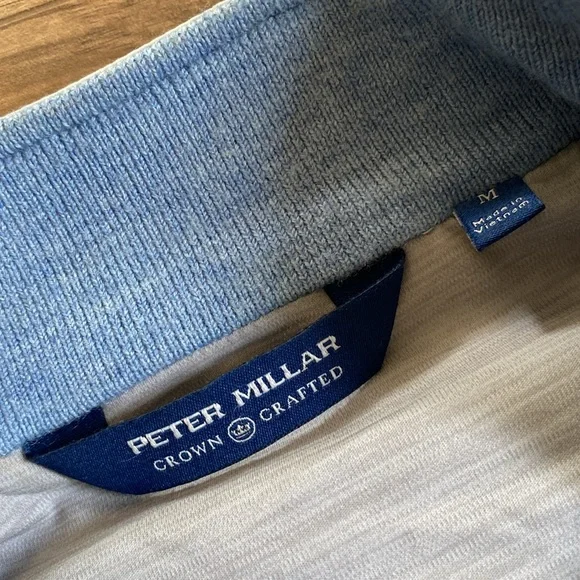 M
Made in
Vietnam
PETER MILLAR
CROWN CRAFTED